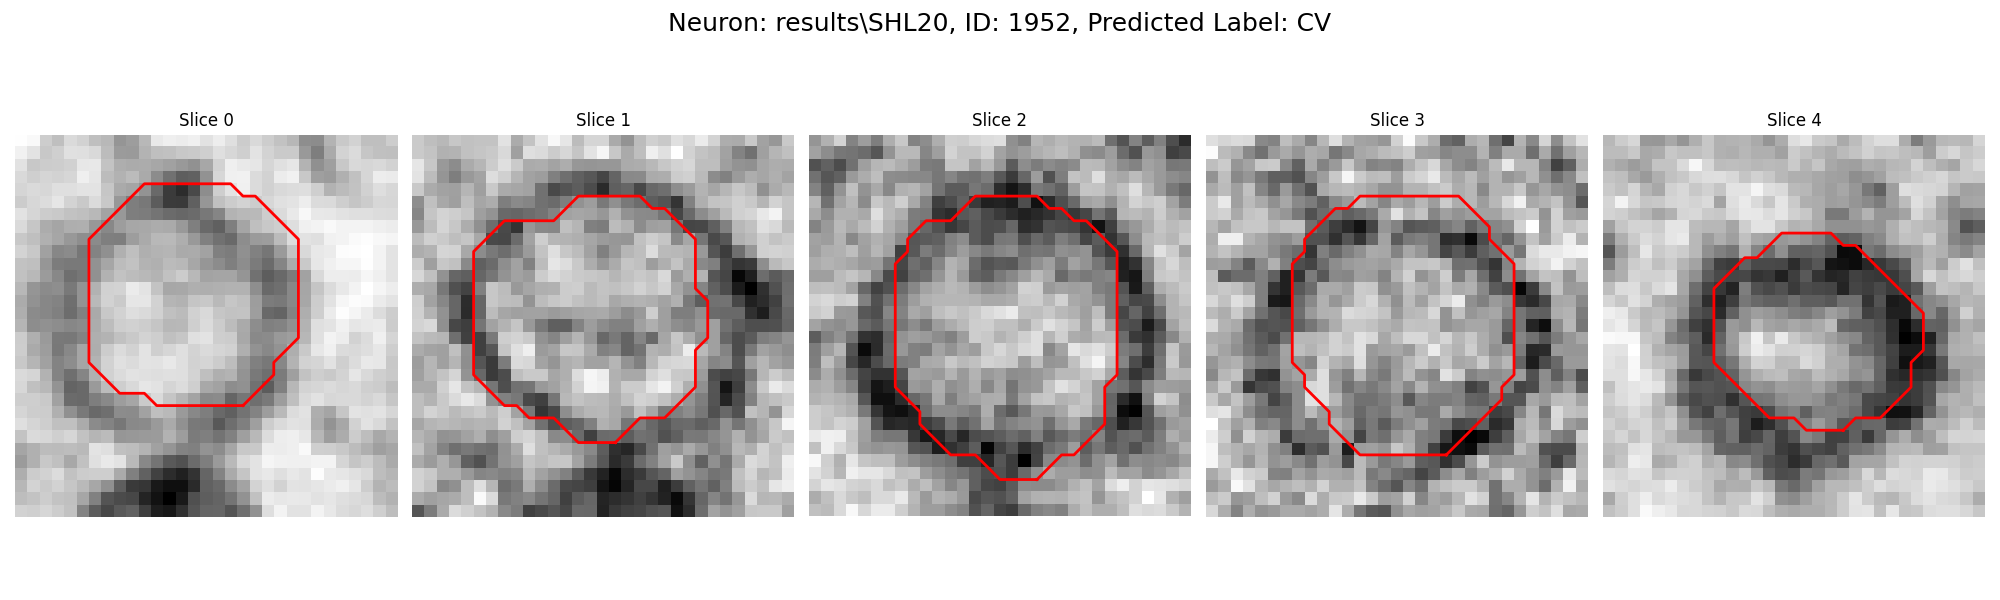 Neuron: results\SHL20, ID: 1952, Predicted Label: CV
Slice 0
Slice 1
Slice 2
Slice 3
Slice 4